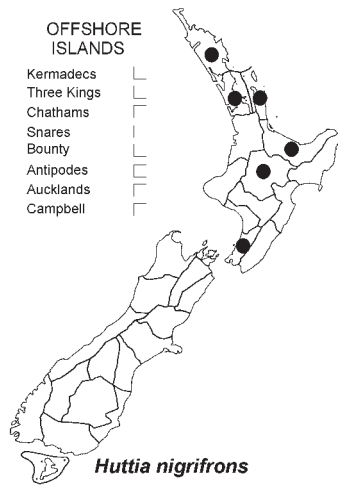 OFFSHORE
ISLANDS
Kermadecs
Three Kings
Chathams
Snares
Bounty
Antipodes
Aucklands
Campbell
Huttia nigrifrons